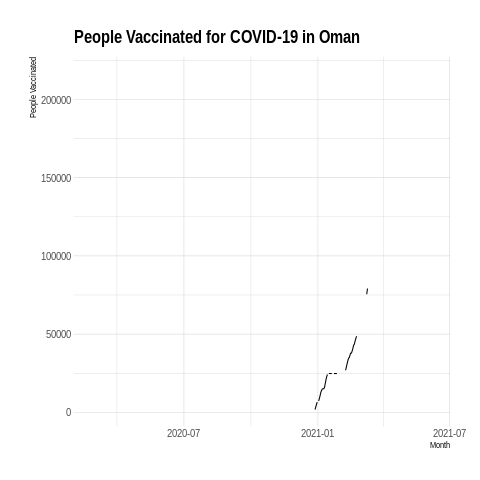 People Vaccinated for COVID-19 in Oman
People Vaccinated
200000
150000
100000
50000
0
2020-07
2021-01
2021-07
Month